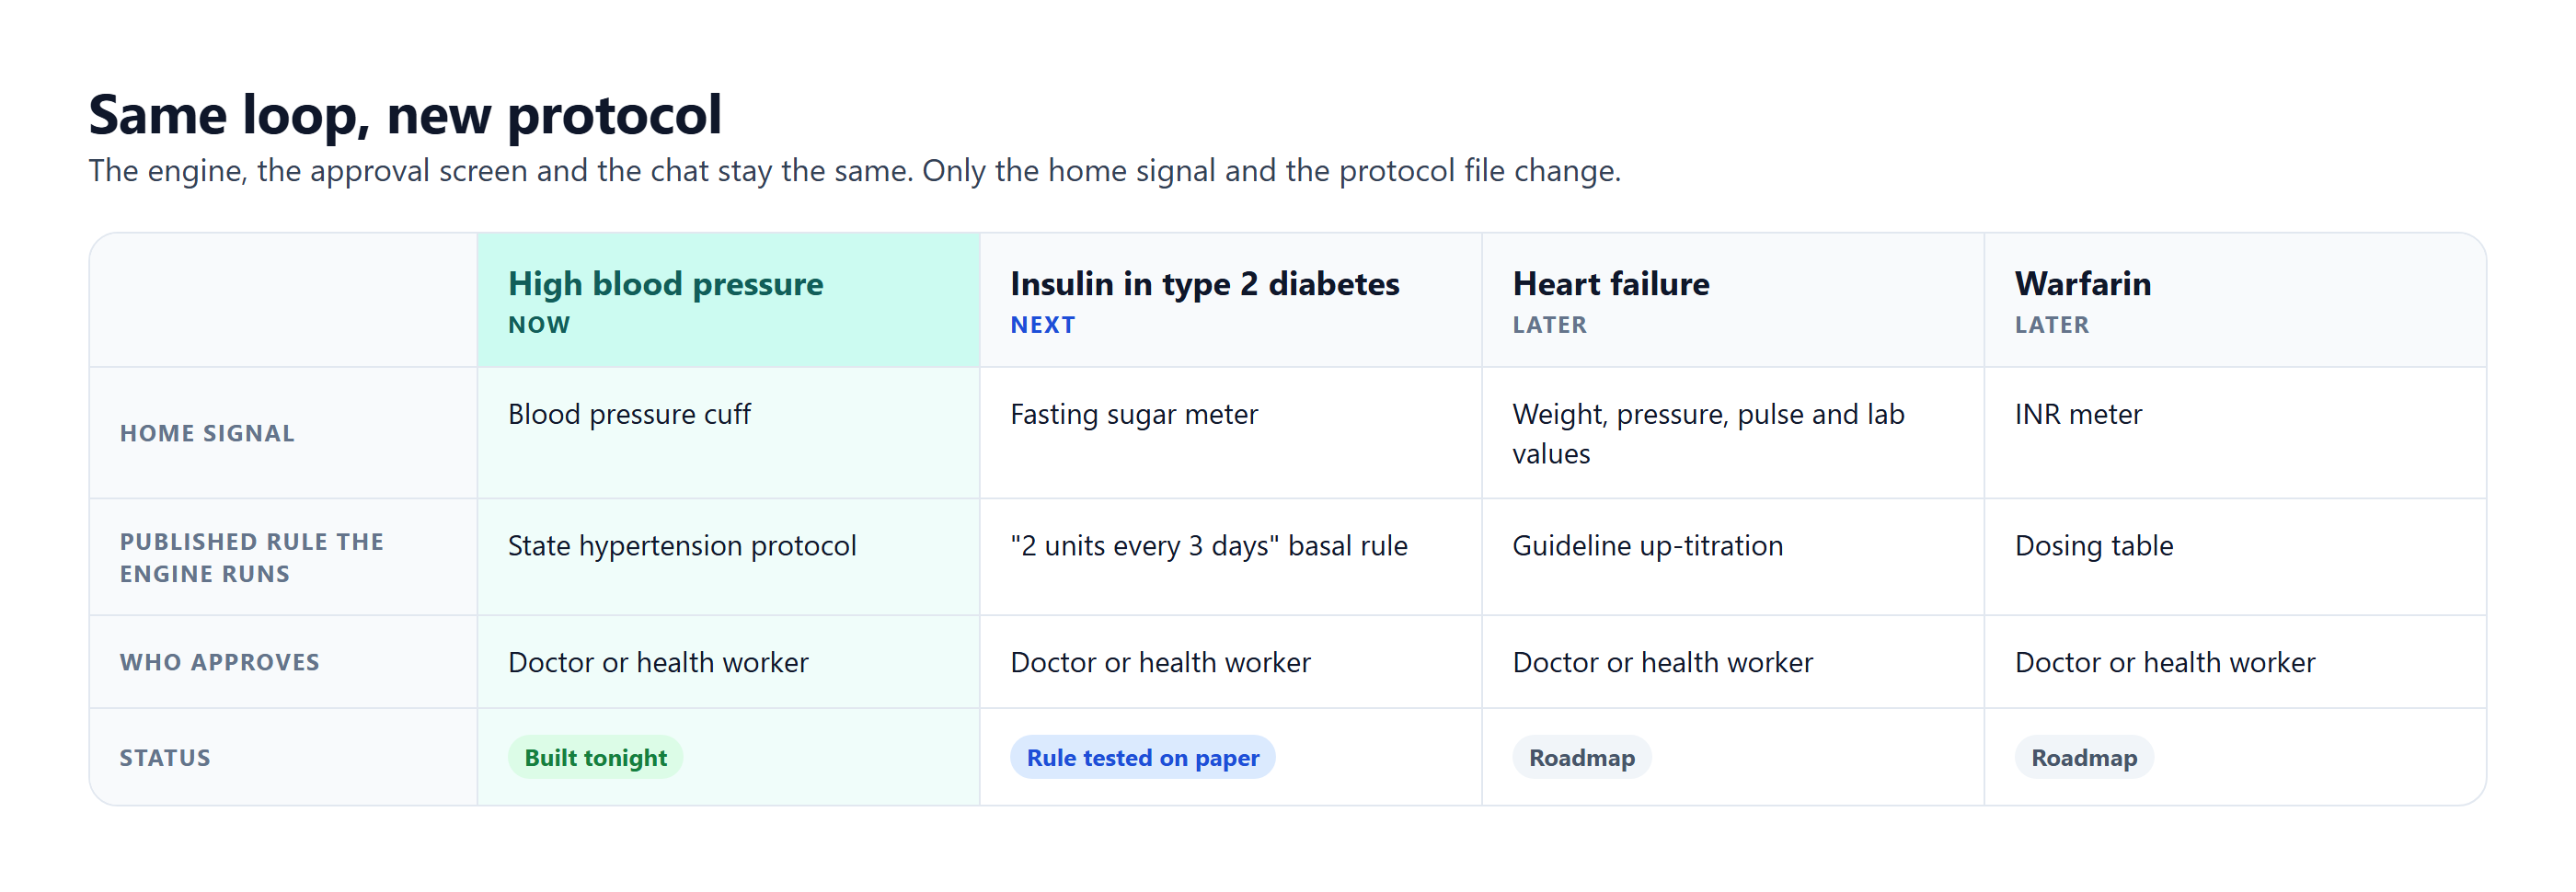 Same loop, new protocol
The engine, the approval screen and the chat stay the same. Only the home signal and the protocol file change.
High blood pressure
NOW
Insulin in type 2 diabetes
NEXT
Heart failure
LATER
Warfarin
LATER
HOME SIGNAL
Blood pressure cuff
Fasting sugar meter
Weight, pressure, pulse and lab
values
INR meter
PUBLISHED RULE THE
ENGINE RUNS
State hypertension protocol
"2 units every 3 days" basal rule
Guideline up-titration
Dosing table
WHO APPROVES
Doctor or health worker
Doctor or health worker
Doctor or health worker
Doctor or health worker
STATUS
Built tonight
Rule tested on paper
Roadmap
Roadmap